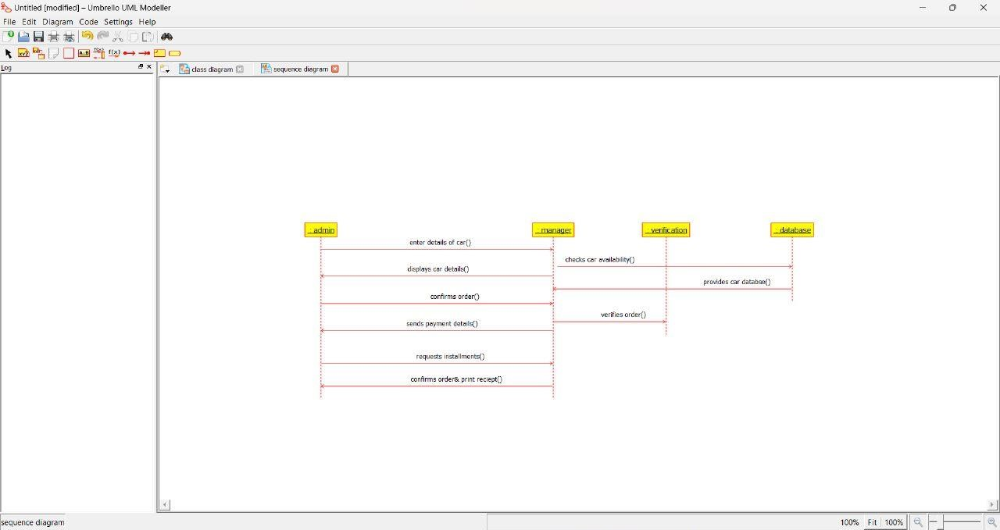 Untitled [modified] – Umbrello UML Modeller
File Edit Diagram Code Settings Help
Log
class diagram
sequence diagram
: admin
: manager
: verification
: database
enter details of car()
checks car availability()
displays car details()
provides car databse()
confirms order()
verifies order()
sends payment details()
requests installments()
confirms order& print reciept()
sequence diagram
100% Fit 100%